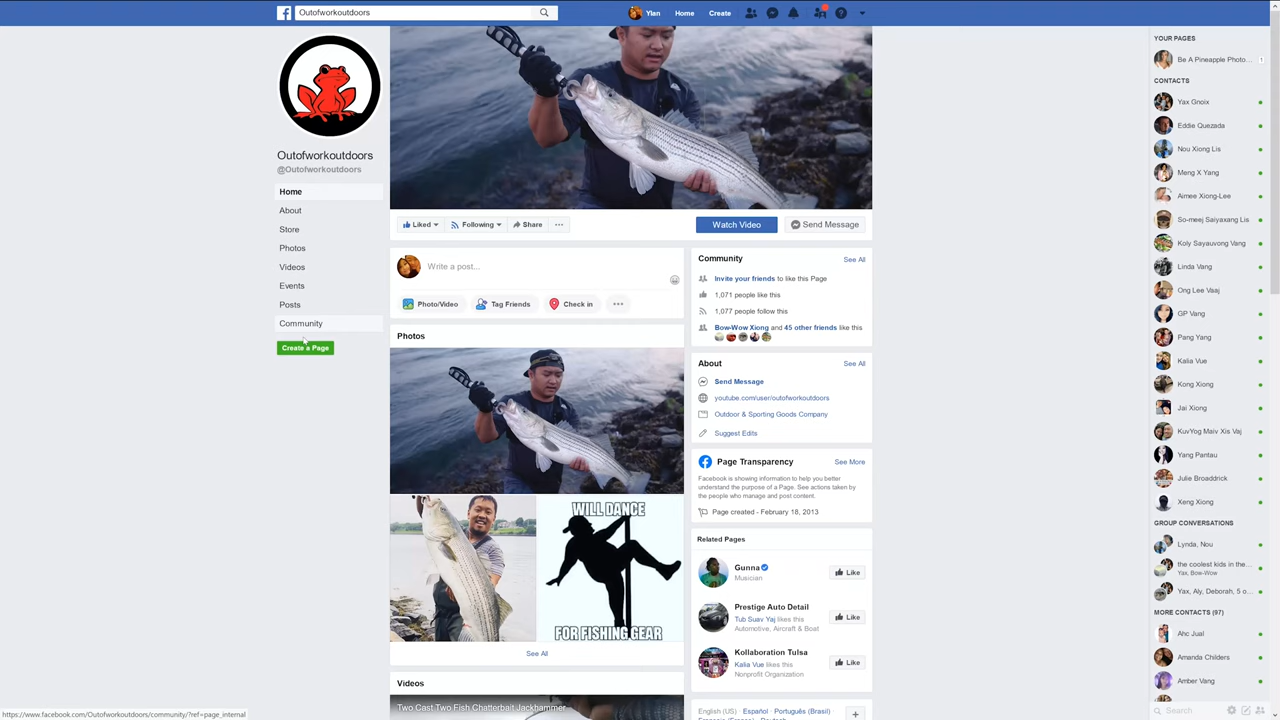 Outofworkoutdoors
Ylan
Home
Create
Outofworkoutdoors
@Outofworkoutdoors
Home
About
Store
Photos
Videos
Events
Posts
Community
Create a Page
Liked
Following
Share
Watch Video
Send Message
Write a post...
Photo/Video
Tag Friends
Check in
Photos
WILL DANCE
FOR FISHING GEAR
See All
Videos
Two Cast Two Fish Chatterbait Jackhammer
Community
See All
Invite your friends to like this Page
1,071 people like this
1,077 people follow this
Bow-Wow Xiong and 45 other friends like this
About
See All
Send Message
youtube.com/user/outofworkoutdoors
Outdoor & Sporting Goods Company
Suggest Edits
Page Transparency
See More
Facebook is showing information to help you better
understand the purpose of a Page. See actions taken by
the people who manage and post content.
Page created - February 18, 2013
Related Pages
Gunna
Musician
Like
Prestige Auto Detail
Tub Suav Yaj likes this
Automotive, Aircraft & Boat
Like
Kollaboration Tulsa
Kalia Vue likes this
Nonprofit Organization
Like
English (US) · Español · Português (Brasil)
YOUR PAGES
Be A Pineapple Photo...
1
CONTACTS
Yax Gnoix
Eddie Quezada
Nou Xiong Lis
Meng X Yang
Aimee Xiong-Lee
So-meej Saiyaxang Lis
Koly Sayauvong Vang
Linda Vang
Ong Lee Vaaj
GP Vang
Pang Yang
Kalia Vue
Kong Xiong
Jai Xiong
KuvYog Maiv Xis Vaj
Yang Pantau
Julie Broaddrick
Xeng Xiong
GROUP CONVERSATIONS
Lynda, Nou
the coolest kids in the...
Yax, Bow-Wow
Yax, Aly, Deborah, 5 o...
MORE CONTACTS (97)
Ahc Jual
Amanda Childers
Amber Vang
Search
https://www.facebook.com/Outofworkoutdoors/community/?ref=page_internal